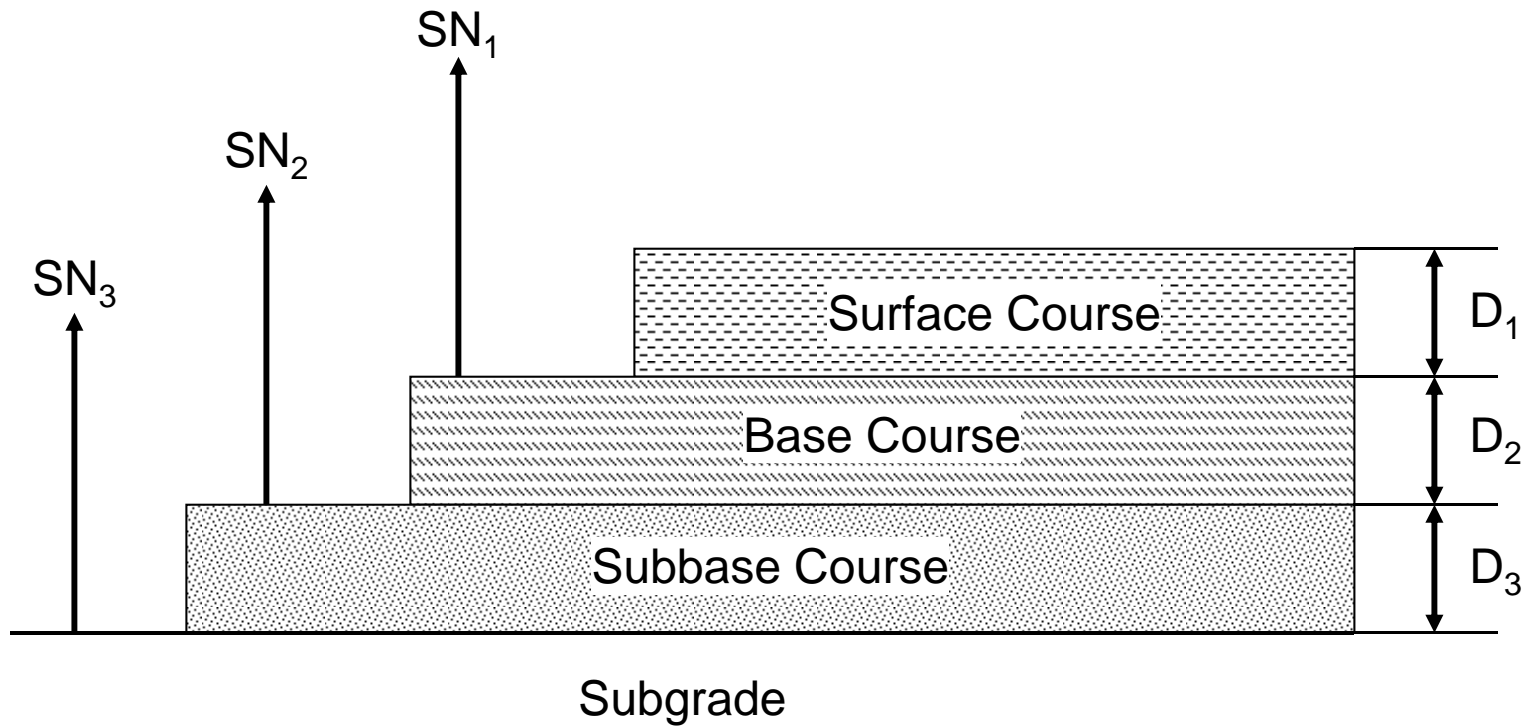 SN₁
SN₂
SN₃
Surface Course
D₁
Base Course
D₂
Subbase Course
D₃
Subgrade